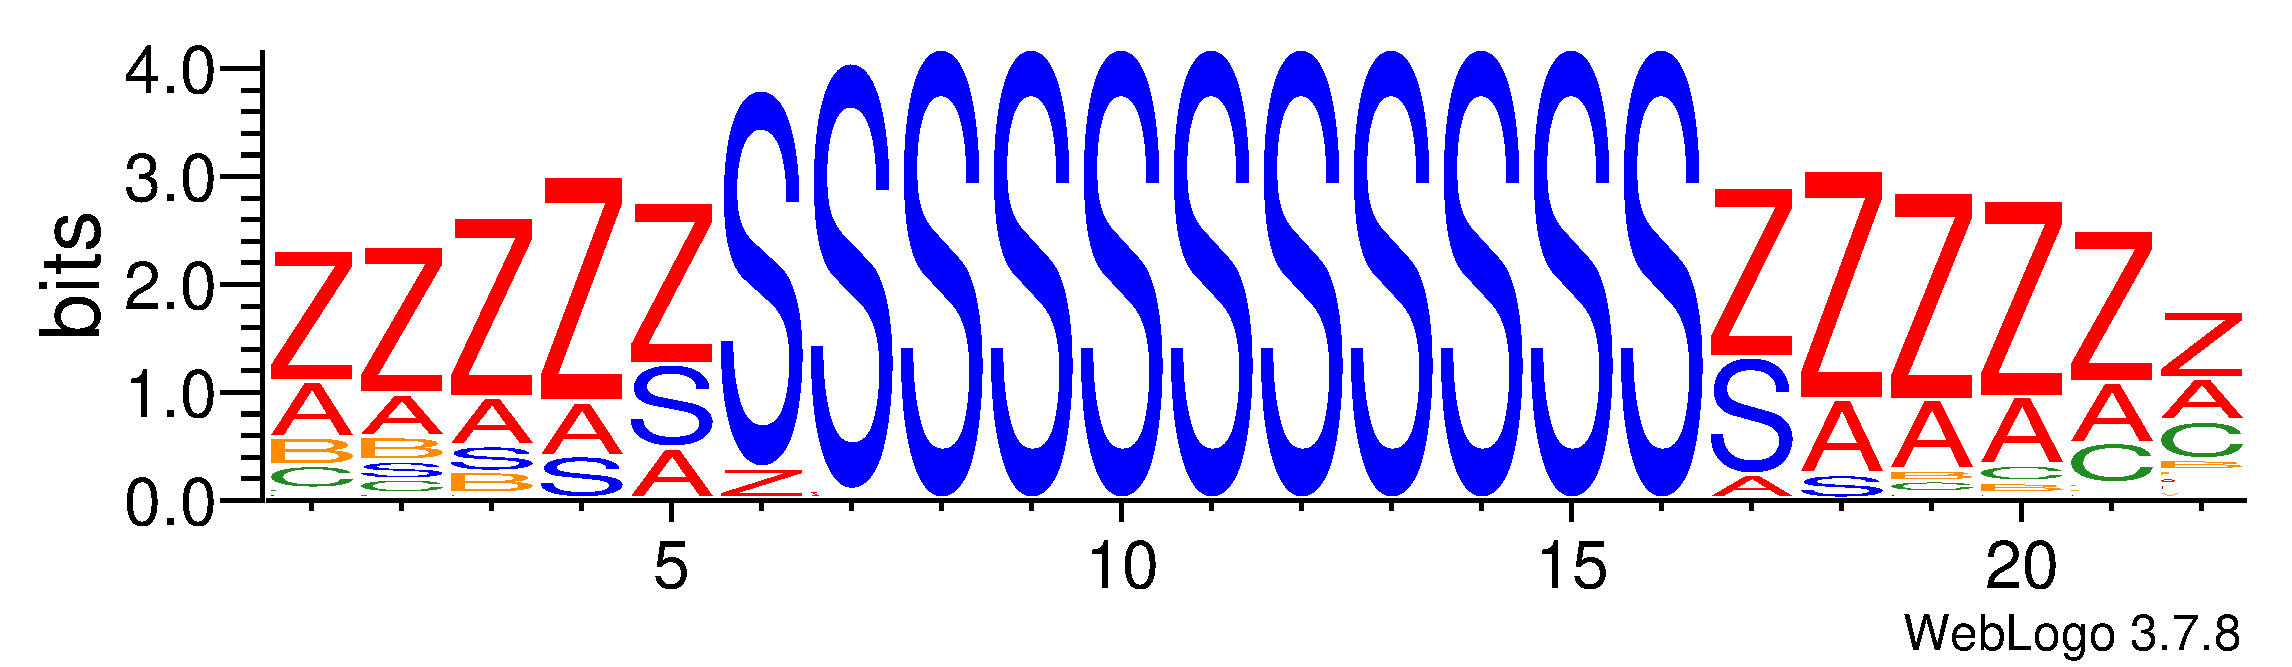 4.0
3.0
2.0
1.0
0.0
bits
Z Z Z Z Z S S S S S S S S S S S Z Z Z Z Z Z
A A A A S Z S A A A A A
B B S S A A S B C C C
C S B C B B
C
5 10 15 20
WebLogo 3.7.8